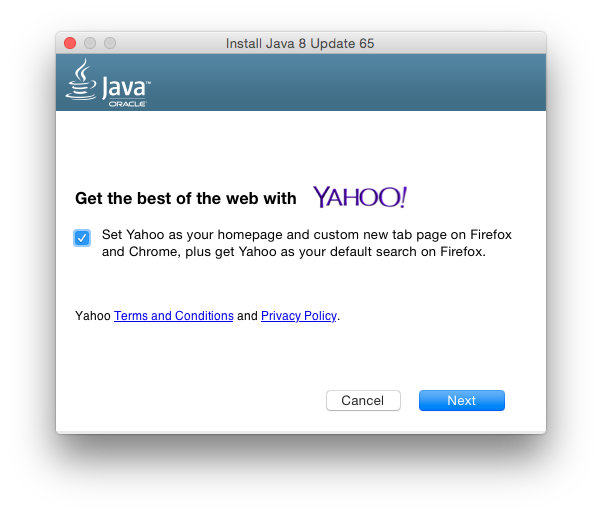 Install Java 8 Update 65
Java™
ORACLE
Get the best of the web with YAHOO!
Set Yahoo as your homepage and custom new tab page on Firefox
and Chrome, plus get Yahoo as your default search on Firefox.
Yahoo Terms and Conditions and Privacy Policy.
Cancel Next